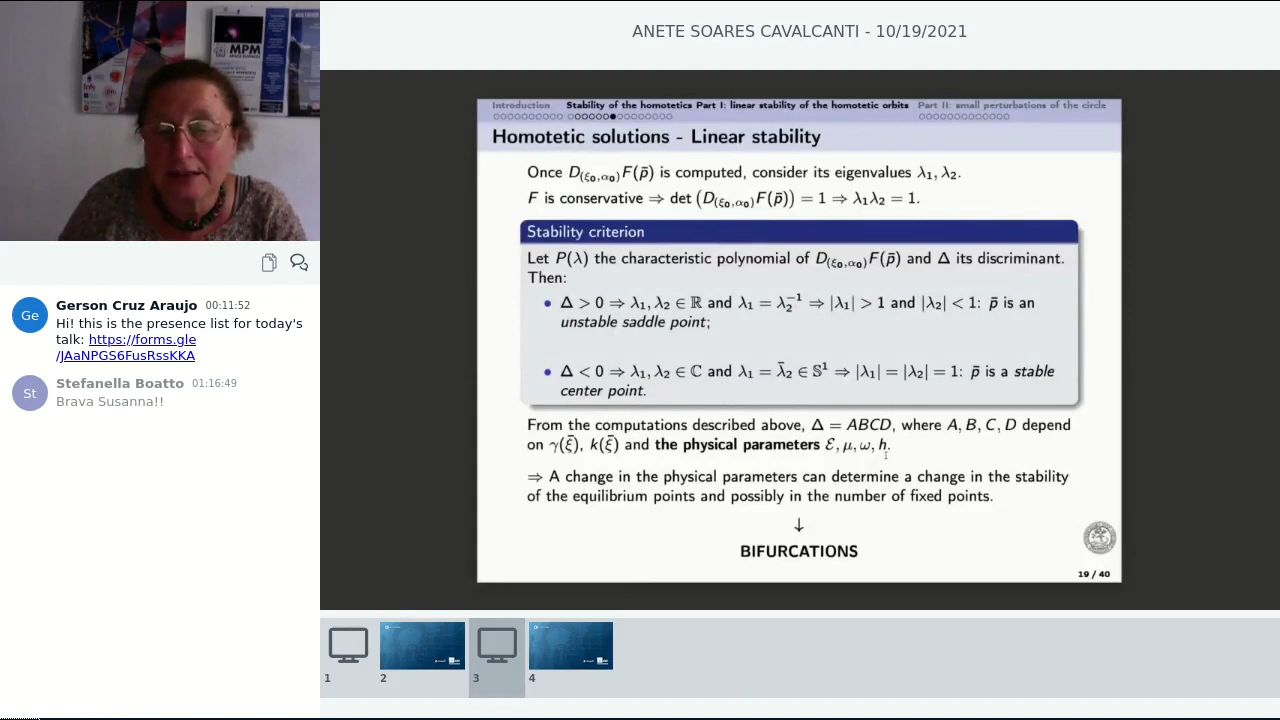 ANETE SOARES CAVALCANTI - 10/19/2021
MPM
Ge
Gerson Cruz Araujo 00:11:52
Hi! this is the presence list for today's
talk: https://forms.gle
/JAaNPGS6FusRssKKA
St
Stefanella Boatto 01:16:49
Brava Susanna!!
Introduction Stability of the homotetics Part I: linear stability of the homotetic orbits Part II: small perturbations of the circle
Homotetic solutions - Linear stability
Once D_(ξ₀,α₀)F(p̄) is computed, consider its eigenvalues λ₁, λ₂.
F is conservative ⇒ det (D_(ξ₀,α₀)F(p̄)) = 1 ⇒ λ₁λ₂ = 1.
Stability criterion
Let P(λ) the characteristic polynomial of D_(ξ₀,α₀)F(p̄) and Δ its discriminant.
Then:
• Δ > 0 ⇒ λ₁, λ₂ ∈ ℝ and λ₁ = λ₂⁻¹ ⇒ |λ₁| > 1 and |λ₂| < 1: p̄ is an
unstable saddle point;
• Δ < 0 ⇒ λ₁, λ₂ ∈ ℂ and λ₁ = λ̄₂ ∈ 𝕊¹ ⇒ |λ₁| = |λ₂| = 1: p̄ is a stable
center point.
From the computations described above, Δ = ABCD, where A, B, C, D depend
on γ(ξ̄), k(ξ̄) and the physical parameters ℰ, μ, ω, h.
⇒ A change in the physical parameters can determine a change in the stability
of the equilibrium points and possibly in the number of fixed points.
↓
BIFURCATIONS
19 / 40
1
2
3
4